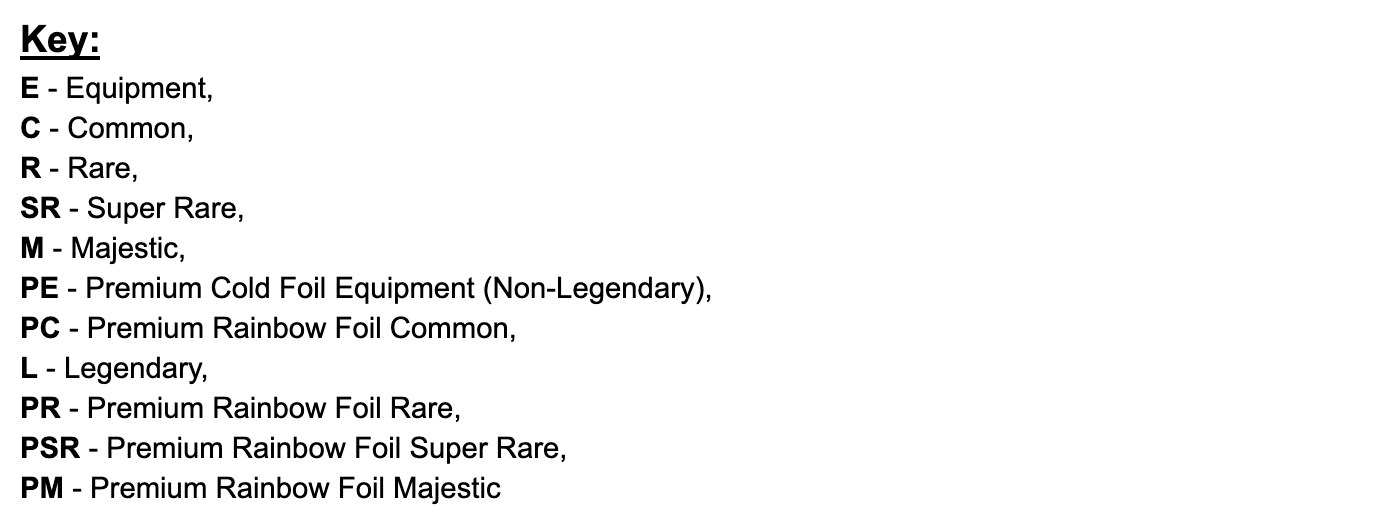 Key:
E - Equipment,
C - Common,
R - Rare,
SR - Super Rare,
M - Majestic,
PE - Premium Cold Foil Equipment (Non-Legendary),
PC - Premium Rainbow Foil Common,
L - Legendary,
PR - Premium Rainbow Foil Rare,
PSR - Premium Rainbow Foil Super Rare,
PM - Premium Rainbow Foil Majestic